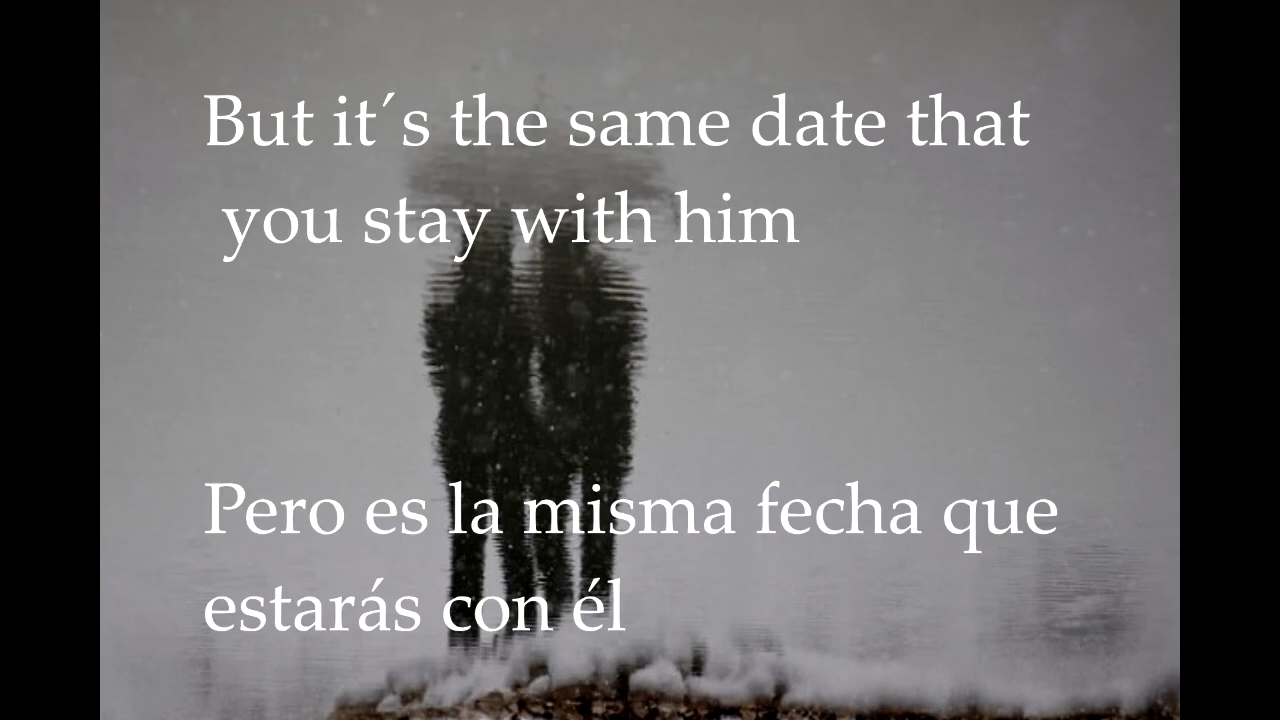 But it´s the same date that
you stay with him
Pero es la misma fecha que
estarás con él